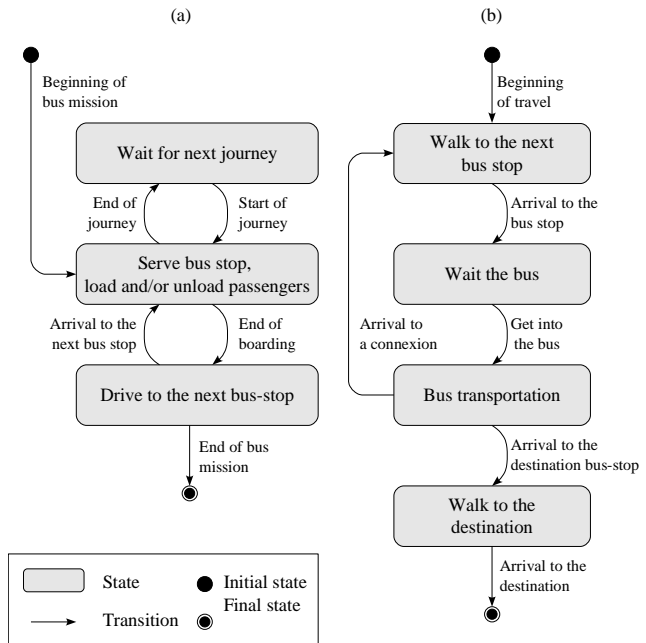 (a)
Beginning of
bus mission
Wait for next journey
End of
journey
Start of
journey
Serve bus stop,
load and/or unload passengers
Arrival to the
next bus stop
End of
boarding
Drive to the next bus-stop
End of bus
mission
(b)
Beginning
of travel
Walk to the next
bus stop
Arrival to the
bus stop
Wait the bus
Arrival to
a connexion
Get into
the bus
Bus transportation
Arrival to the
destination bus-stop
Walk to the
destination
Arrival to the
destination
State
Transition
Initial state
Final state